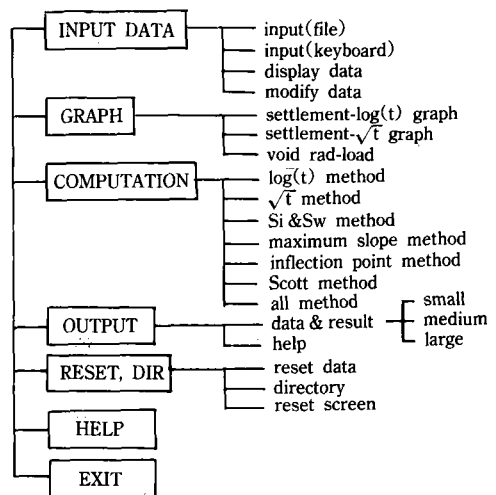 INPUT DATA
input(file)
input(keyboard)
display data
modify data
GRAPH
settlement-log(t) graph
settlement-√t graph
void rad-load
COMPUTATION
log(t) method
√t method
Si &Sw method
maximum slope method
inflection point method
Scott method
all method
OUTPUT
data & result
small
medium
large
help
RESET, DIR
reset data
directory
reset screen
HELP
EXIT